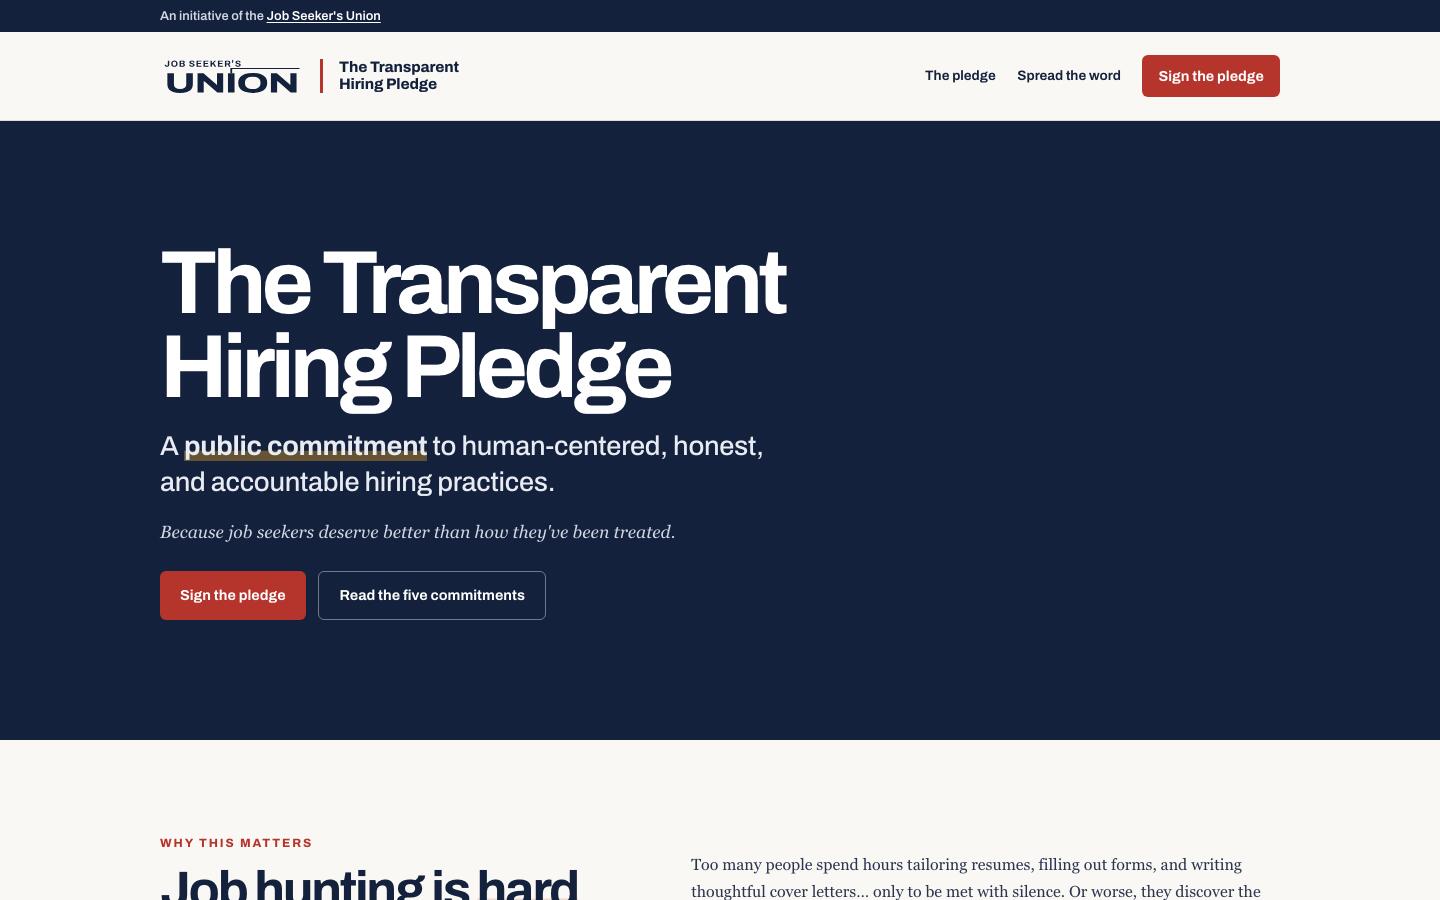 An initiative of the Job Seeker's Union
JOB SEEKER'S
UNION
The Transparent
Hiring Pledge
The pledge
Spread the word
Sign the pledge
The Transparent
Hiring Pledge
A public commitment to human-centered, honest,
and accountable hiring practices.
Because job seekers deserve better than how they've been treated.
Sign the pledge
Read the five commitments
WHY THIS MATTERS
Job hunting is hard
Too many people spend hours tailoring resumes, filling out forms, and writing
thoughtful cover letters... only to be met with silence. Or worse, they discover the